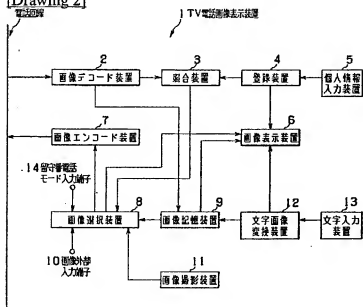 [Drawing 2]
電話回線
1 TV電話画像表示装置
2
画像デコード装置
3
照合装置
4
登録装置
5
個人情報
入力装置
7
画像エンコード装置
6
画像表示装置
14 留守番電話
モード入力端子
8
画像選択装置
9
画像記憶装置
12
文字画像
変換装置
13
文字入力
装置
10 画像外部
入力端子
11
画像撮影装置